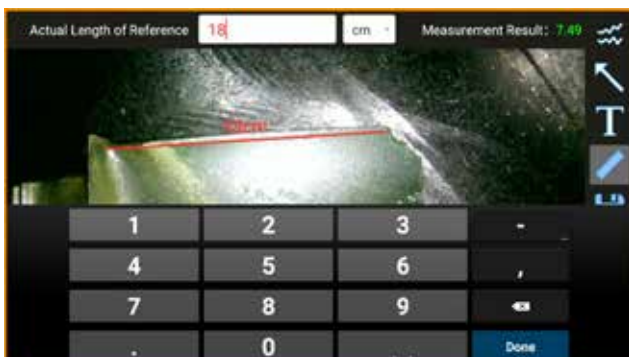 Actual Length of Reference 18 cm Measurement Result: 7.49
T
1 2 3 -
4 5 6 ,
7 8 9
. 0 Done